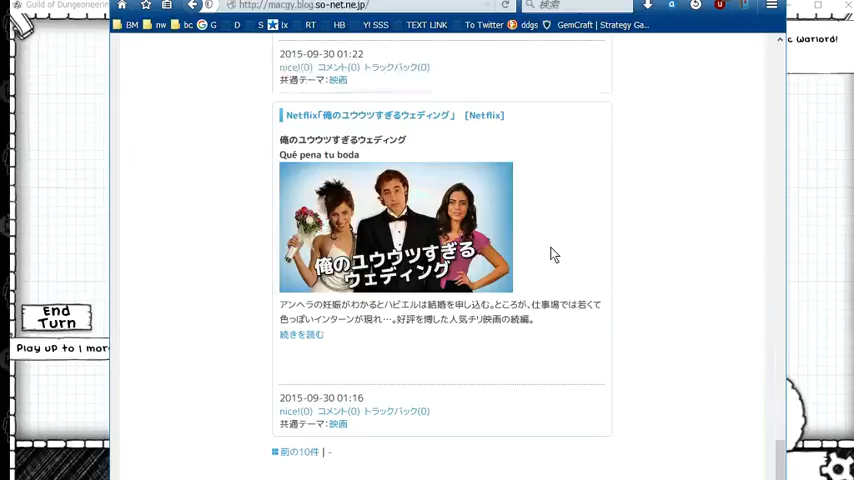 Guild of Dungeoneering
http://macgy.blog.so-net.ne.jp/
検索
BM
nw
bc
G
D
S
Ix
RT
HB
Y! SSS
TEXT LINK
To Twitter
ddgs
GemCraft | Strategy Ga...
c Warlord!
2015-09-30 01:22
nice!(0) コメント(0) トラックバック(0)
共通テーマ:映画
Netflix「俺のユウウツすぎるウェディング」 [Netflix]
俺のユウウツすぎるウェディング
Qué pena tu boda
俺のユウウツすぎる
ウェディング
アンヘラの妊娠がわかるとハビエルは結婚を申し込む。ところが、仕事場では若くて
色っぽいインターンが現れ…。好評を博した人気チリ映画の続編。
続きを読む
End
Turn
Play up to 1 mor
2015-09-30 01:16
nice!(0) コメント(0) トラックバック(0)
共通テーマ:映画
前の10件 | -